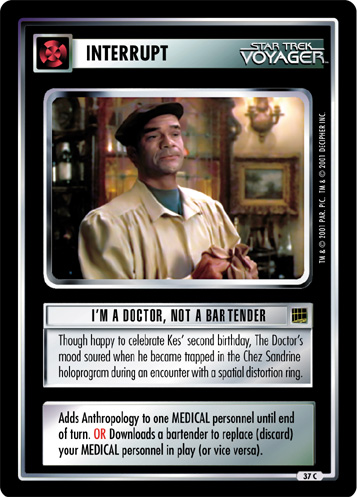 INTERRUPT
STAR TREK
VOYAGER™
TM & © 2001 PAR. PIC. TM & © 2001 DECIPHER INC.
I'M A DOCTOR, NOT A BARTENDER
Though happy to celebrate Kes' second birthday, The Doctor's
mood soured when he became trapped in the Chez Sandrine
holoprogram during an encounter with a spatial distortion ring.
Adds Anthropology to one MEDICAL personnel until end
of turn. OR Downloads a bartender to replace (discard)
your MEDICAL personnel in play (or vice versa).
37 C